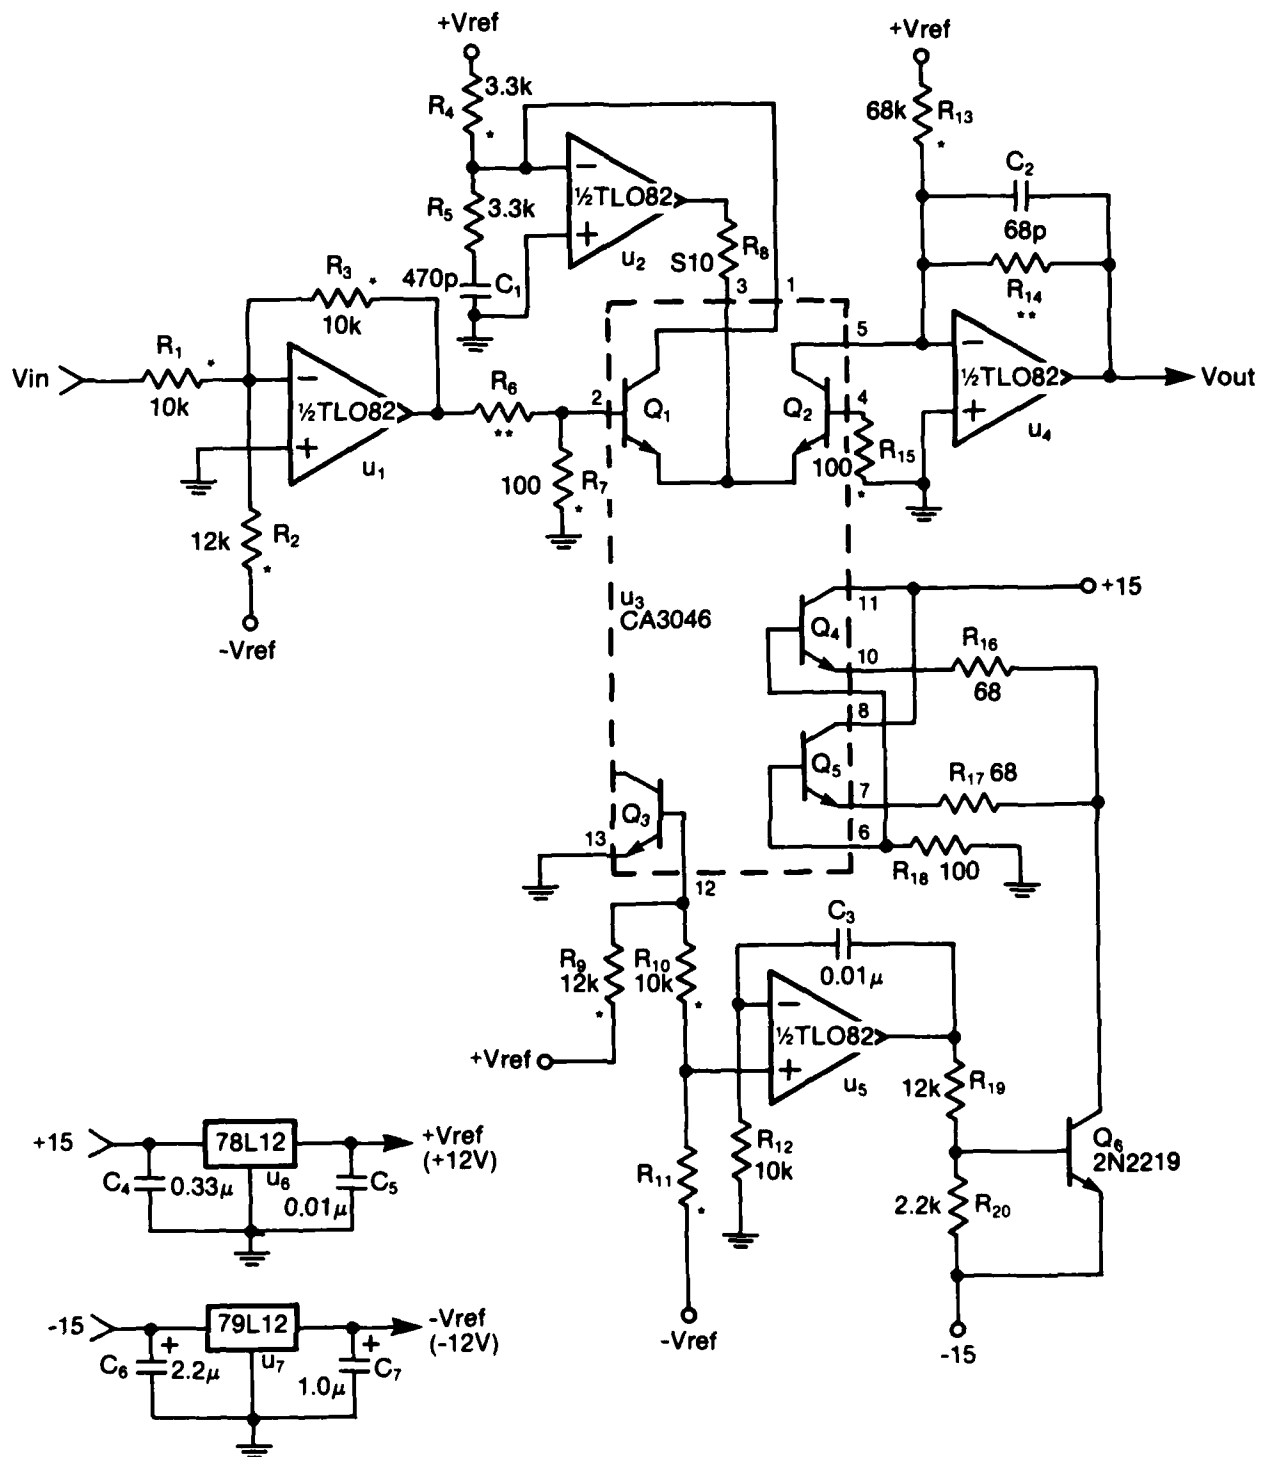 +Vref
R4 3.3k
*
½TLO82
u2
R5 3.3k
470p C1
S10 R8
3
1
+Vref
68k R13
*
C2
68p
R14
**
½TLO82
u4
Vout
R3 *
10k
Vin
R1 *
10k
½TLO82
u1
12k R2
*
-Vref
R6
**
100 R7
*
2
Q1
Q2
5
4
100 R15
*
u3
CA3046
Q4
11
+15
10
R16
68
8
Q5
7
R17 68
6
R18 100
Q3
13
12
R9
12k
*
R10
10k
*
+Vref
C3
0.01µ
½TLO82
u5
R11
*
R12
10k
-Vref
12k R19
2.2k R20
Q6
2N2219
-15
+15
78L12
u6
+Vref
(+12V)
C4 0.33µ
0.01µ C5
-15
79L12
u7
-Vref
(-12V)
+
C6 2.2µ
+
1.0µ C7